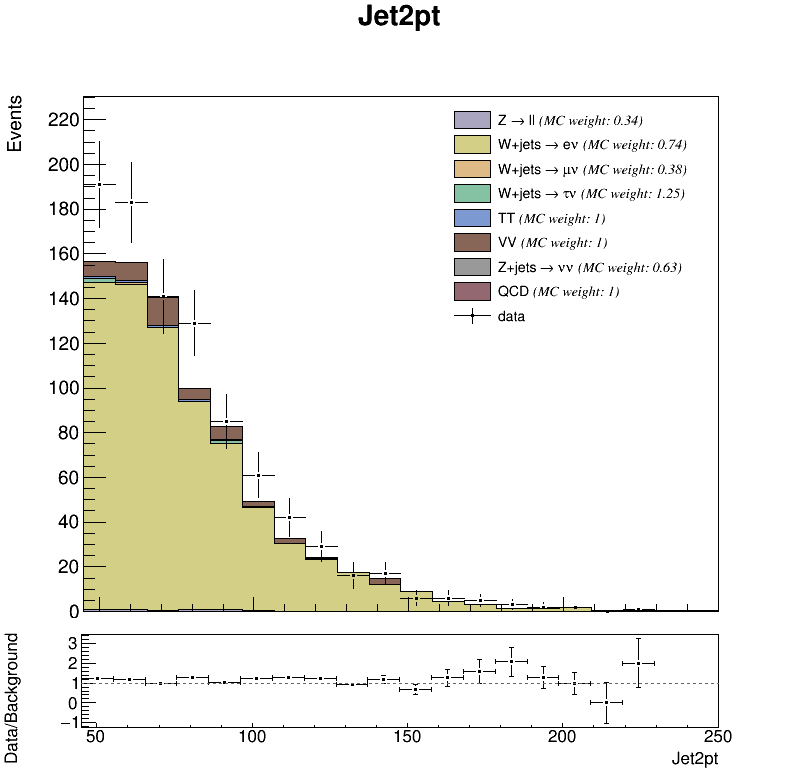 Jet2pt
Events
220
200
180
160
140
120
100
80
60
40
20
0
Z → ll (MC weight: 0.34)
W+jets → eν (MC weight: 0.74)
W+jets → μν (MC weight: 0.38)
W+jets → τν (MC weight: 1.25)
TT (MC weight: 1)
VV (MC weight: 1)
Z+jets → νν (MC weight: 0.63)
QCD (MC weight: 1)
data
Data/Background
3
2
1
0
−1
50 100 150 200 250
Jet2pt